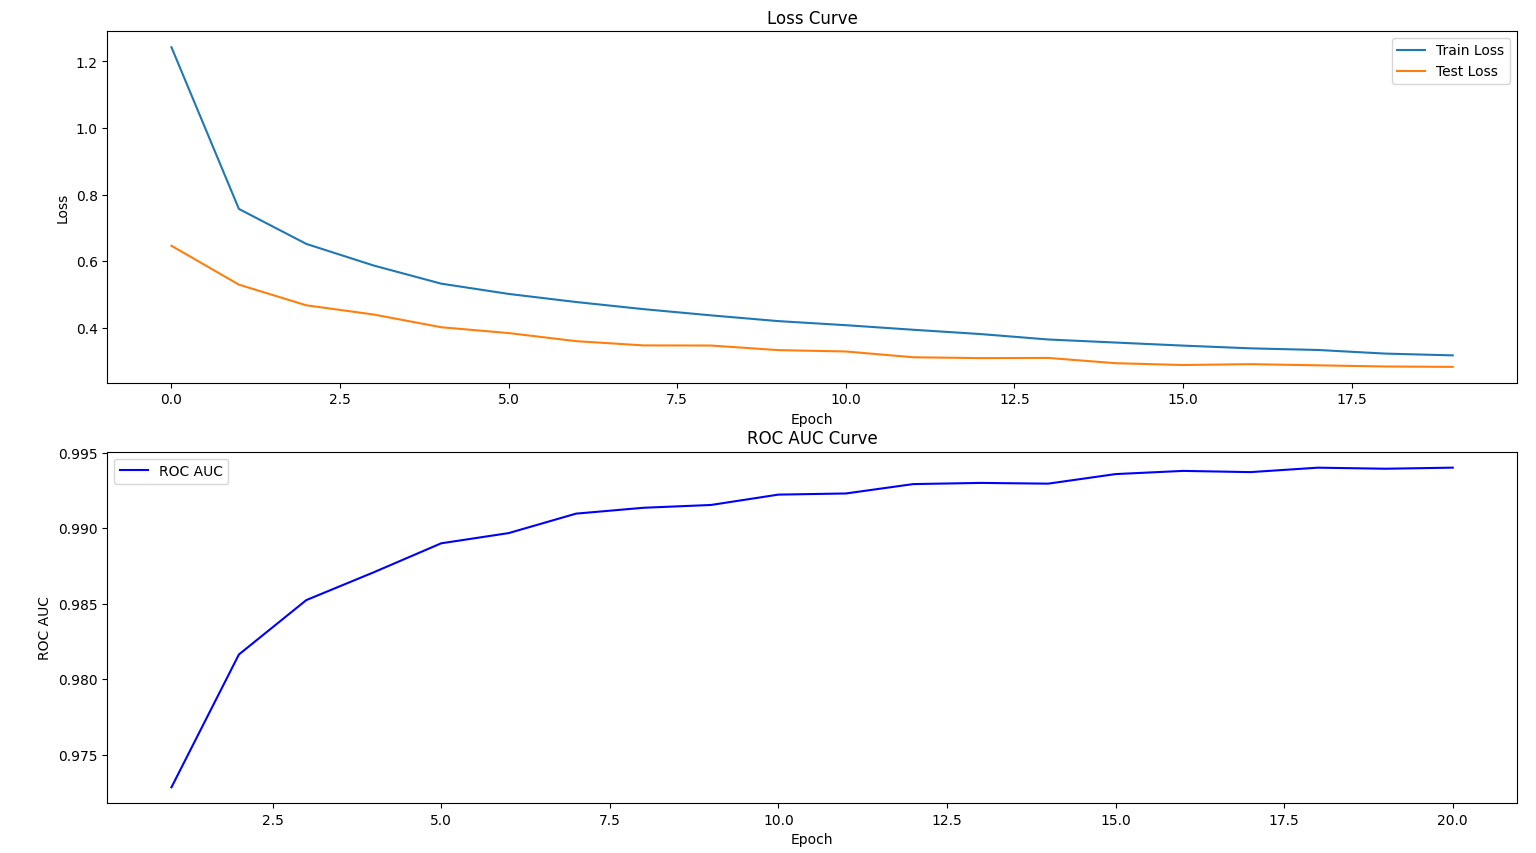 Loss Curve
Train Loss
Test Loss
1.2
1.0
0.8
0.6
0.4
Loss
0.0 2.5 5.0 7.5 10.0 12.5 15.0 17.5
Epoch
ROC AUC Curve
ROC AUC
0.995
0.990
0.985
0.980
0.975
ROC AUC
2.5 5.0 7.5 10.0 12.5 15.0 17.5 20.0
Epoch